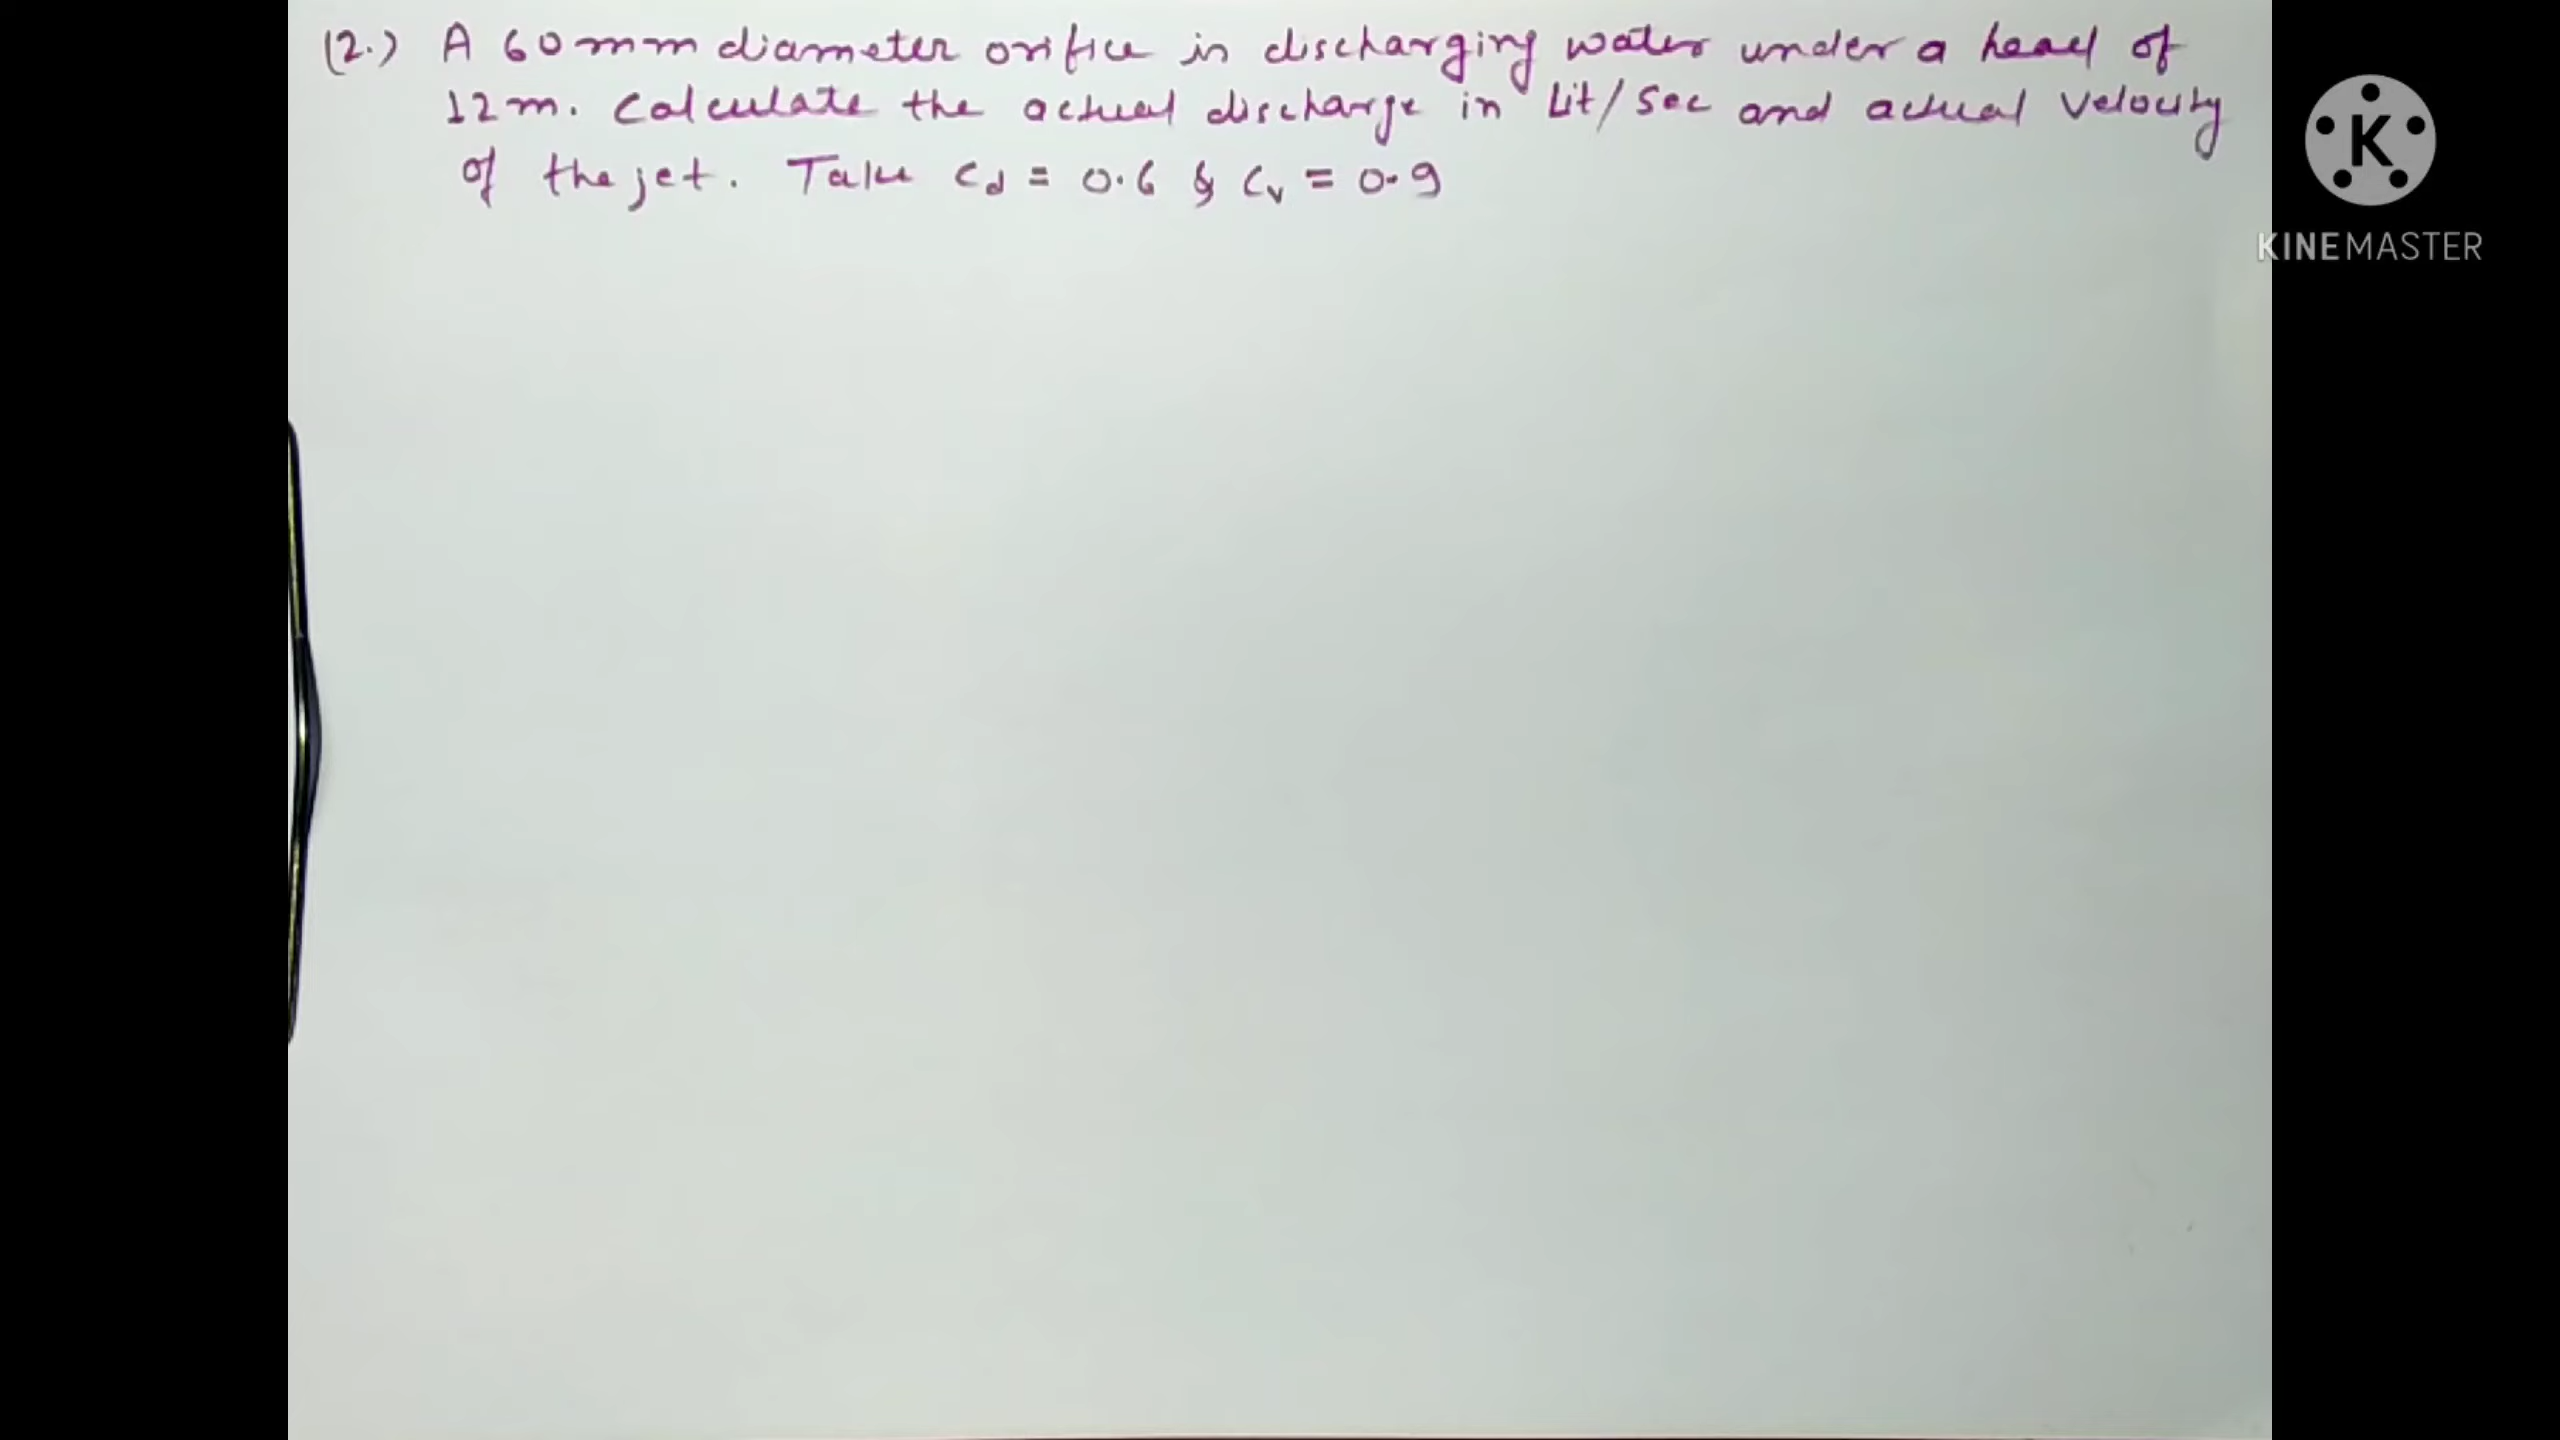 (2.) A 60mm diameter orifice is discharging water under a head of
12m. Calculate the actual discharge in Lit/Sec and actual Velocity
of the jet. Take Cd = 0.6 & Cv = 0.9
K
KINEMASTER